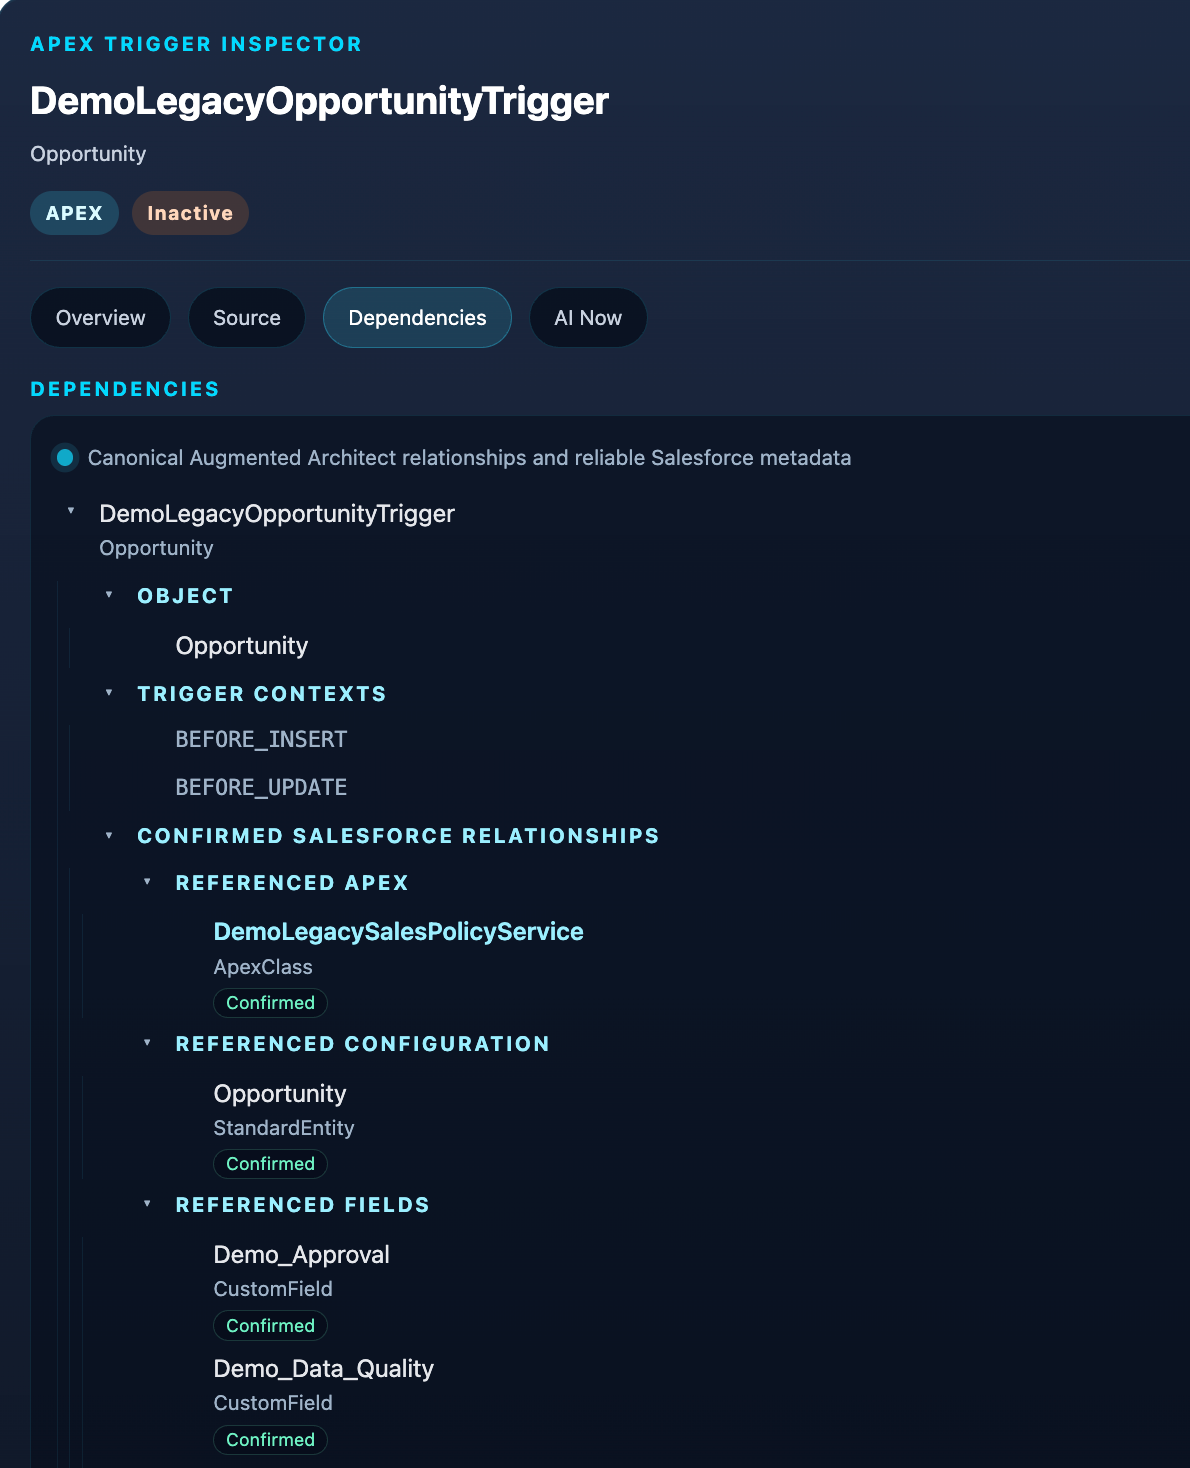 APEX TRIGGER INSPECTOR
DemoLegacyOpportunityTrigger
Opportunity
APEX Inactive
Overview Source Dependencies AI Now
DEPENDENCIES
Canonical Augmented Architect relationships and reliable Salesforce metadata
DemoLegacyOpportunityTrigger
Opportunity
OBJECT
Opportunity
TRIGGER CONTEXTS
BEFORE_INSERT
BEFORE_UPDATE
CONFIRMED SALESFORCE RELATIONSHIPS
REFERENCED APEX
DemoLegacySalesPolicyService
ApexClass
Confirmed
REFERENCED CONFIGURATION
Opportunity
StandardEntity
Confirmed
REFERENCED FIELDS
Demo_Approval
CustomField
Confirmed
Demo_Data_Quality
CustomField
Confirmed